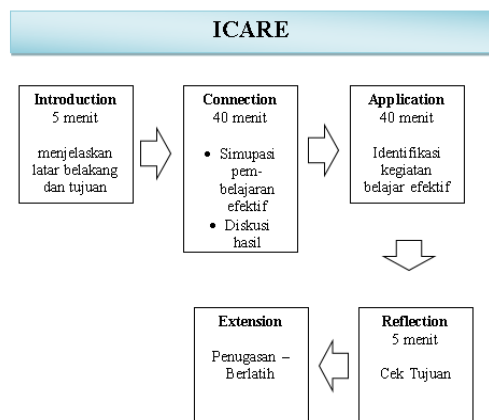 ICARE
Introduction
5 menit
menjelaskan
latar belakang
dan tujuan
Connection
40 menit
• Simupasi
pem-
belajaran
efektif
• Diskusi
hasil
Application
40 menit
Identifikasi
kegiatan
belajar efektif
Reflection
5 menit
Cek Tujuan
Extension
Penugasan –
Berlatih